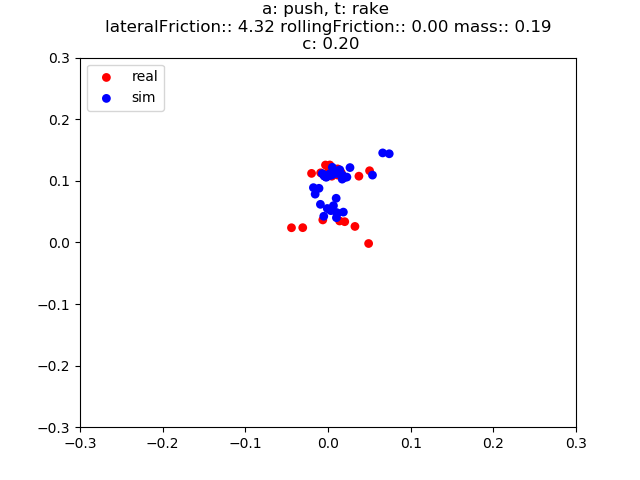 a: push, t: rake
lateralFriction:: 4.32 rollingFriction:: 0.00 mass:: 0.19
c: 0.20
real
sim
0.3
0.2
0.1
0.0
−0.1
−0.2
−0.3
−0.3
−0.2
−0.1
0.0
0.1
0.2
0.3